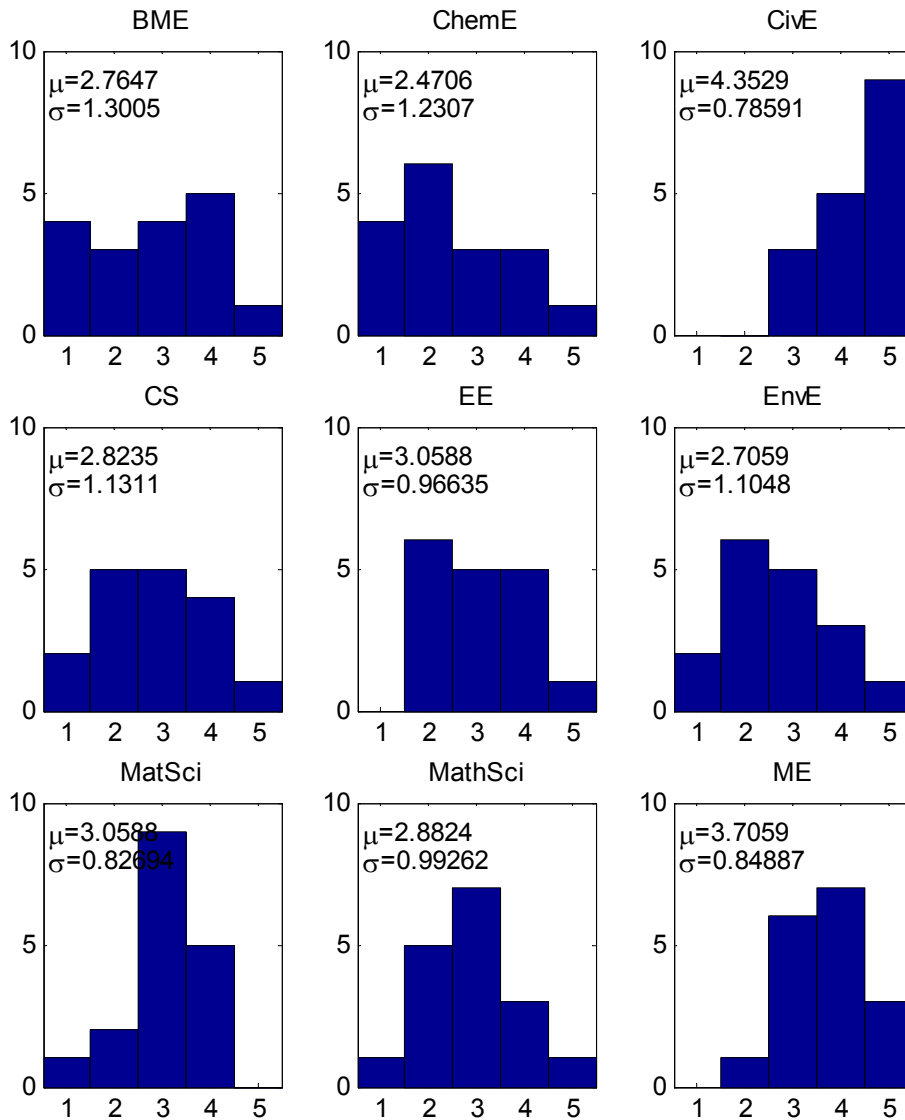 BME
10
μ=2.7647
σ=1.3005
5
0
1 2 3 4 5
ChemE
10
μ=2.4706
σ=1.2307
5
0
1 2 3 4 5
CivE
10
μ=4.3529
σ=0.78591
5
0
1 2 3 4 5
CS
10
μ=2.8235
σ=1.1311
5
0
1 2 3 4 5
EE
10
μ=3.0588
σ=0.96635
5
0
1 2 3 4 5
EnvE
10
μ=2.7059
σ=1.1048
5
0
1 2 3 4 5
MatSci
10
μ=3.0588
σ=0.82694
5
0
1 2 3 4 5
MathSci
10
μ=2.8824
σ=0.99262
5
0
1 2 3 4 5
ME
10
μ=3.7059
σ=0.84887
5
0
1 2 3 4 5